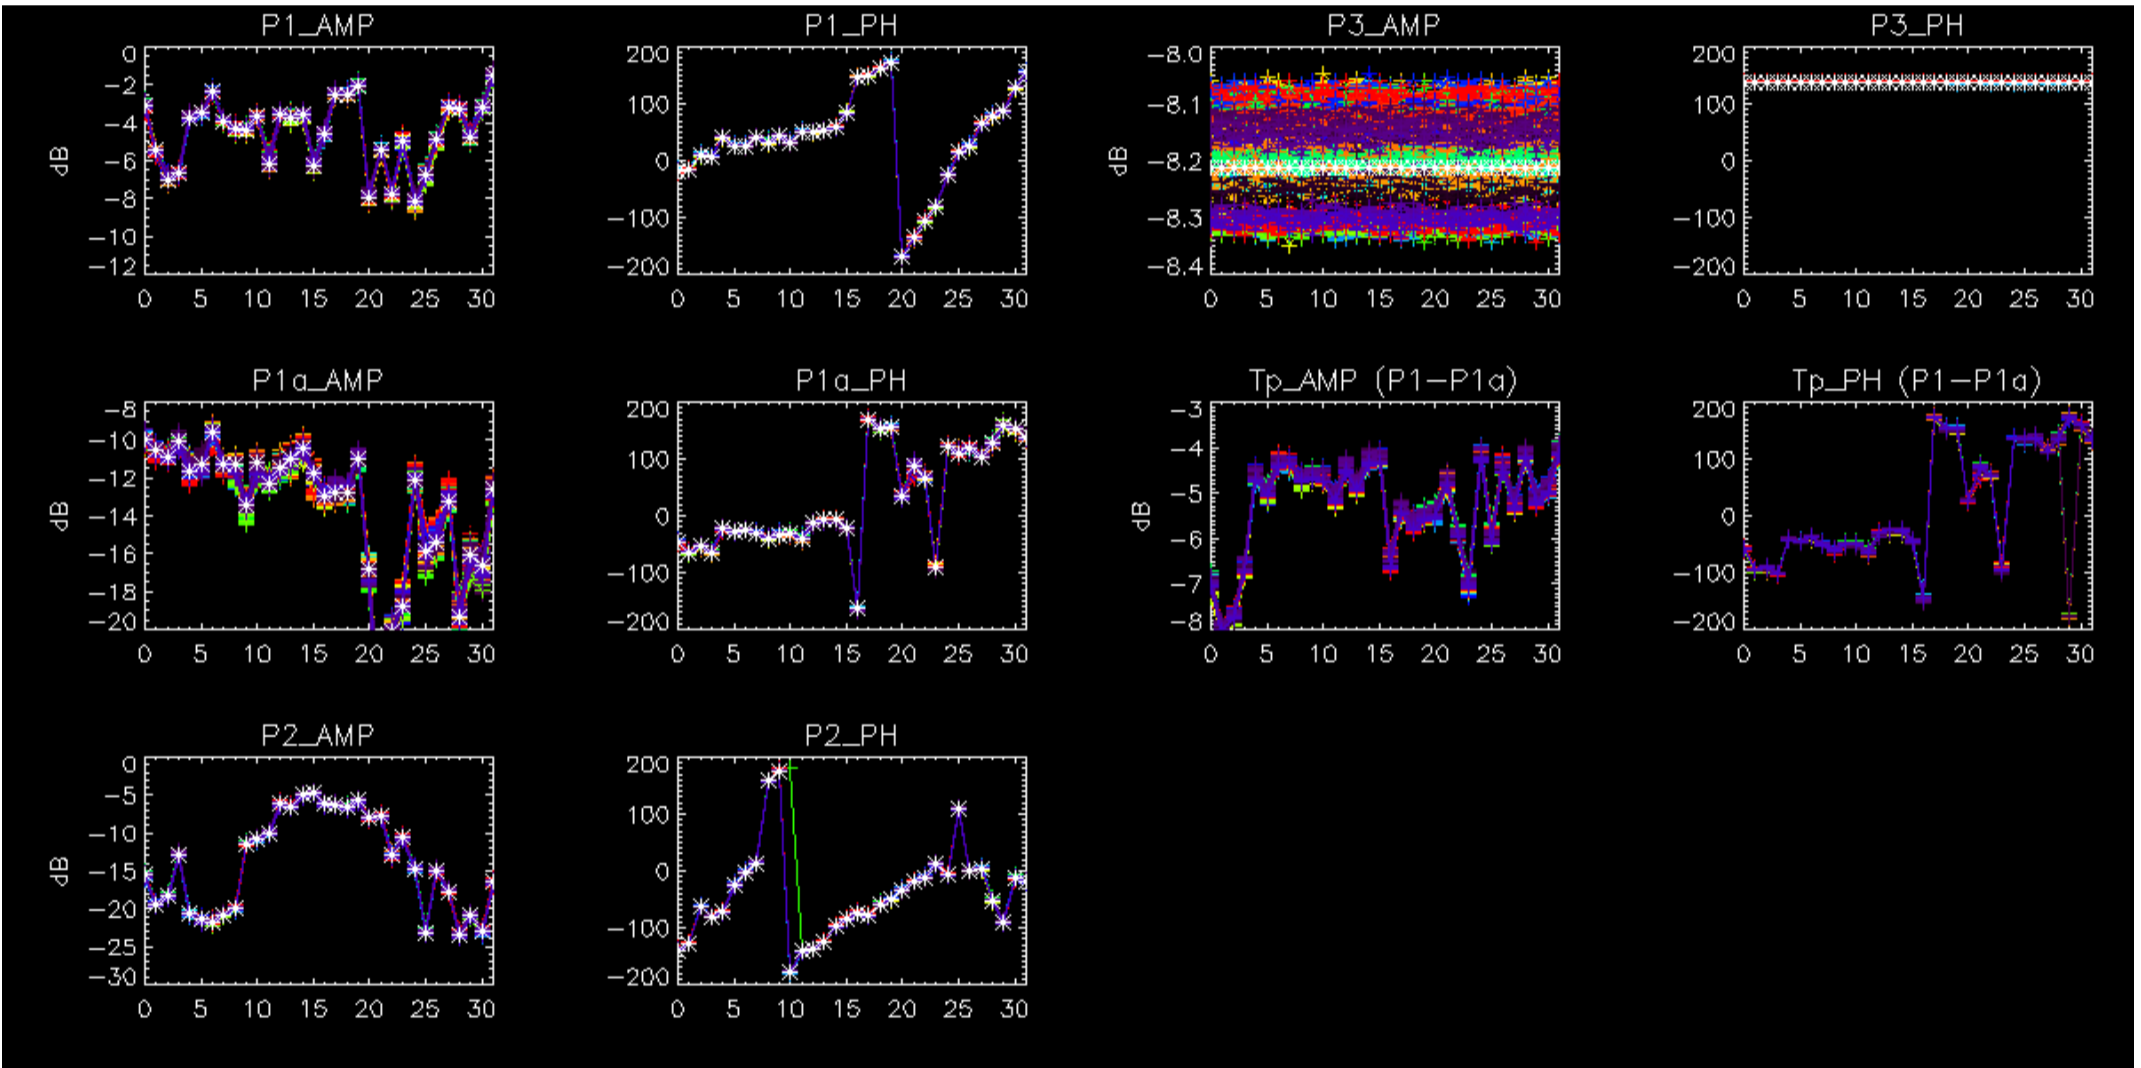 P1_AMP
0
-2
-4
-6
-8
-10
-12
dB
0 5 10 15 20 25 30
P1_PH
200
100
0
-100
-200
0 5 10 15 20 25 30
P3_AMP
-8.0
-8.1
-8.2
-8.3
-8.4
dB
0 5 10 15 20 25 30
P3_PH
200
100
0
-100
-200
0 5 10 15 20 25 30
P1a_AMP
-8
-10
-12
-14
-16
-18
-20
dB
0 5 10 15 20 25 30
P1a_PH
200
100
0
-100
-200
0 5 10 15 20 25 30
Tp_AMP (P1-P1a)
-3
-4
-5
-6
-7
-8
dB
0 5 10 15 20 25 30
Tp_PH (P1-P1a)
200
100
0
-100
-200
0 5 10 15 20 25 30
P2_AMP
0
-5
-10
-15
-20
-25
-30
dB
0 5 10 15 20 25 30
P2_PH
200
100
0
-100
-200
0 5 10 15 20 25 30